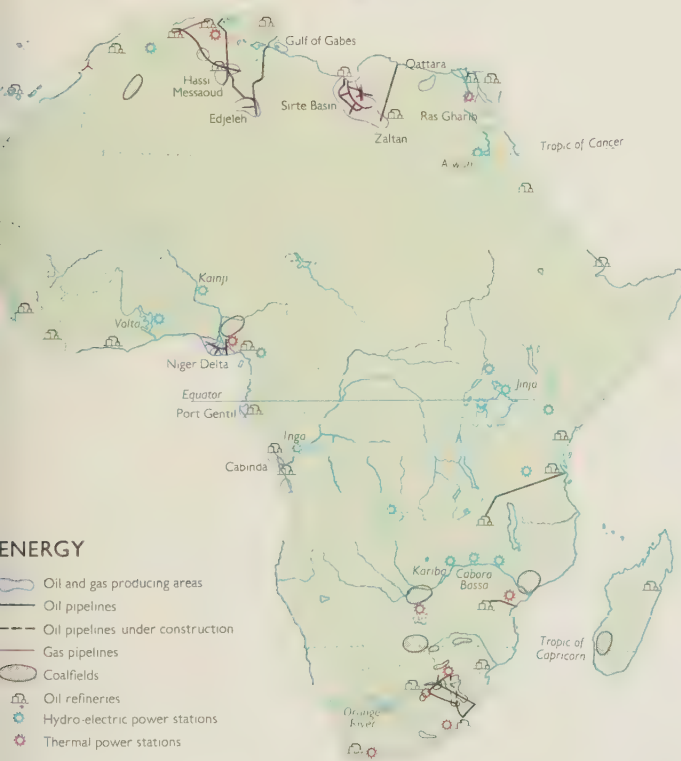 Gulf of Gabes
Qattara
Hassi
Messaoud
Sirte Basin
Ras Gharib
Edjeleh
Zaltan
Tropic of Cancer
Kainji
Volta
Niger Delta
Jinja
Equator
Port Gentil
Inga
Cabinda
ENERGY
Oil and gas producing areas
Kariba
Cabora
Bassa
Oil pipelines
Oil pipelines under construction
Tropic of
Capricorn
Gas pipelines
Coalfields
Oil refineries
Orange
River
Hydro-electric power stations
Thermal power stations